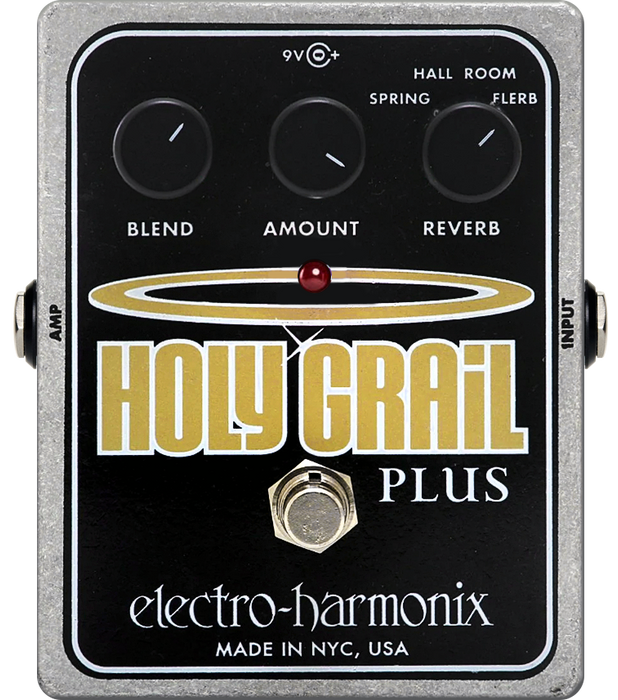 9V +
HALL ROOM
SPRING FLERB
BLEND AMOUNT REVERB
AMP
INPUT
HOLY GRAiL
PLUS
electro-harmonix
MADE IN NYC, USA